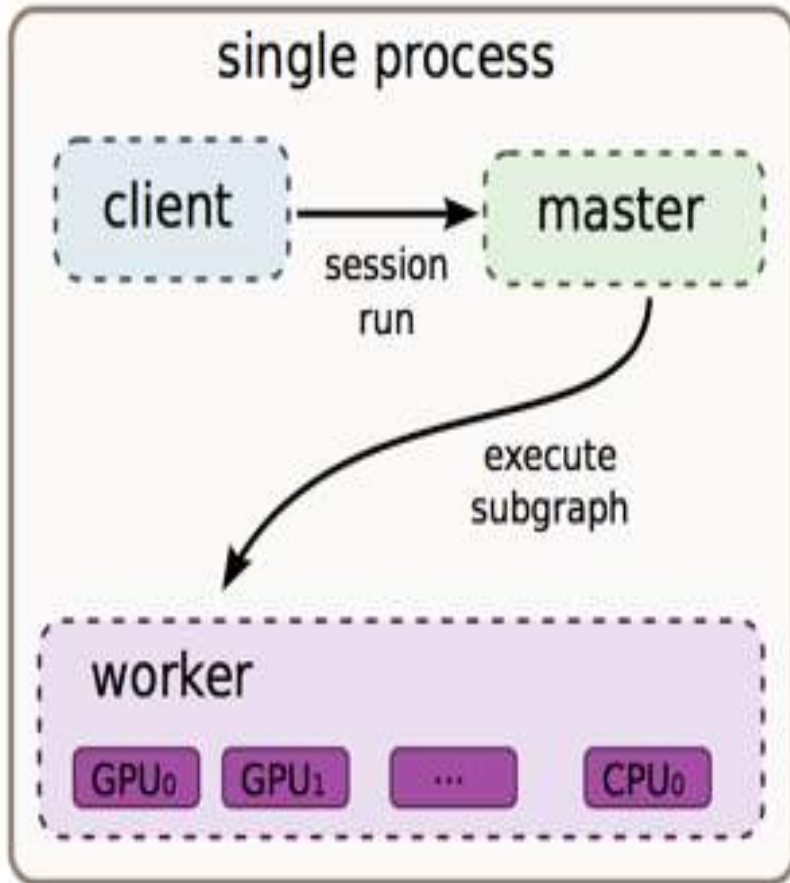 single process
client
master
session
run
execute
subgraph
worker
GPU₀ GPU₁ ... CPU₀